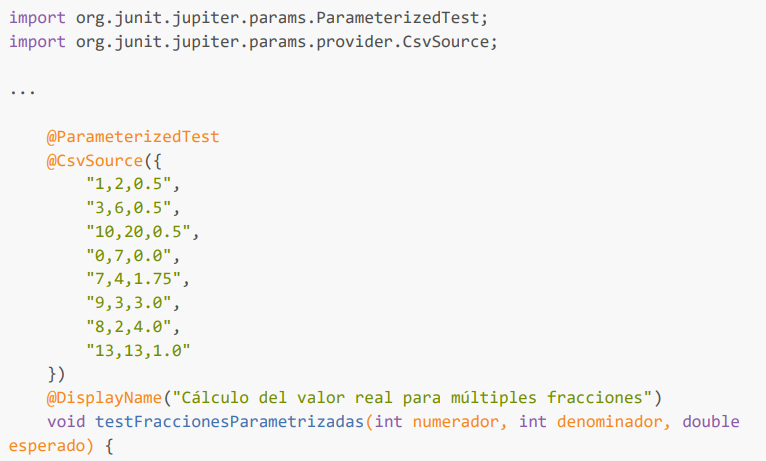 import org.junit.jupiter.params.ParameterizedTest;
import org.junit.jupiter.params.provider.CsvSource;
...
@ParameterizedTest
@CsvSource({
"1,2,0.5",
"3,6,0.5",
"10,20,0.5",
"0,7,0.0",
"7,4,1.75",
"9,3,3.0",
"8,2,4.0",
"13,13,1.0"
})
@DisplayName("Cálculo del valor real para múltiples fracciones")
void testFraccionesParametrizadas(int numerador, int denominador, double
esperado) {